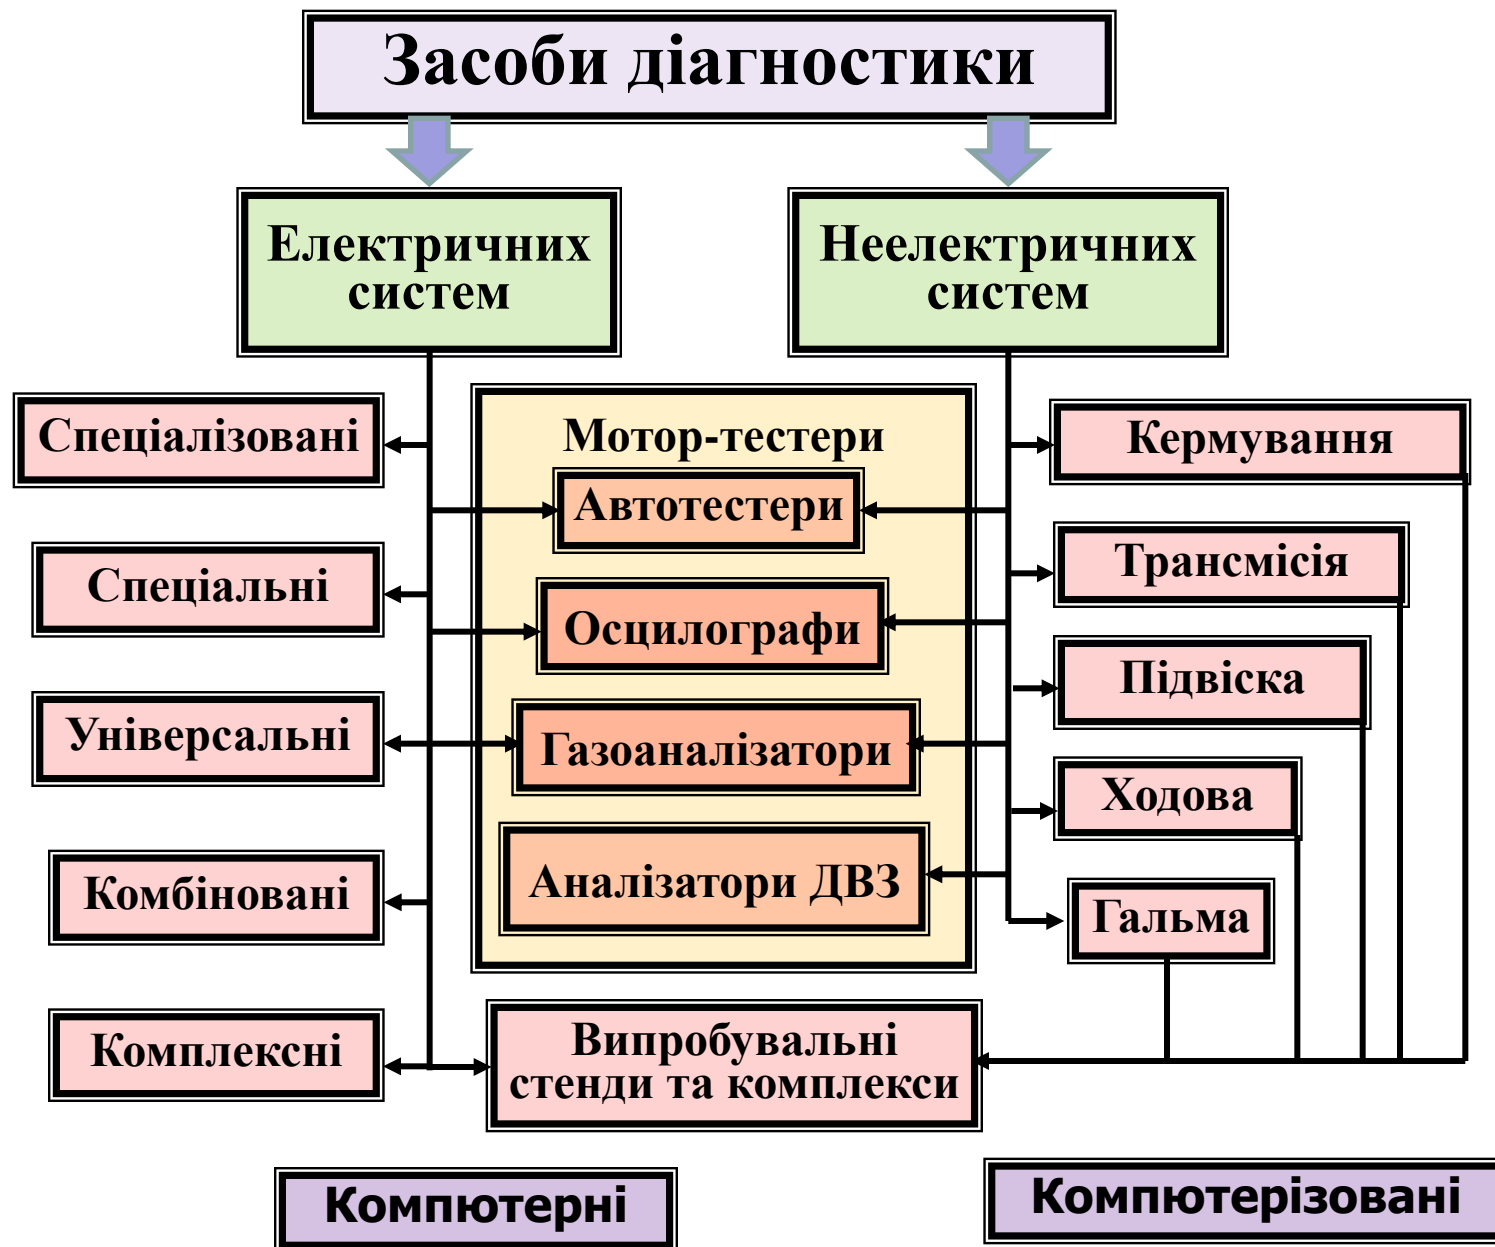 Засоби діагностики
Електричних
систем
Неелектричних
систем
Спеціалізовані
Спеціальні
Універсальні
Комбіновані
Комплексні
Мотор-тестери
Автотестери
Осцилографи
Газоаналізатори
Аналізатори ДВЗ
Кермування
Трансмісія
Підвіска
Ходова
Гальма
Випробувальні
стенди та комплекси
Компютерні
Компютерізовані